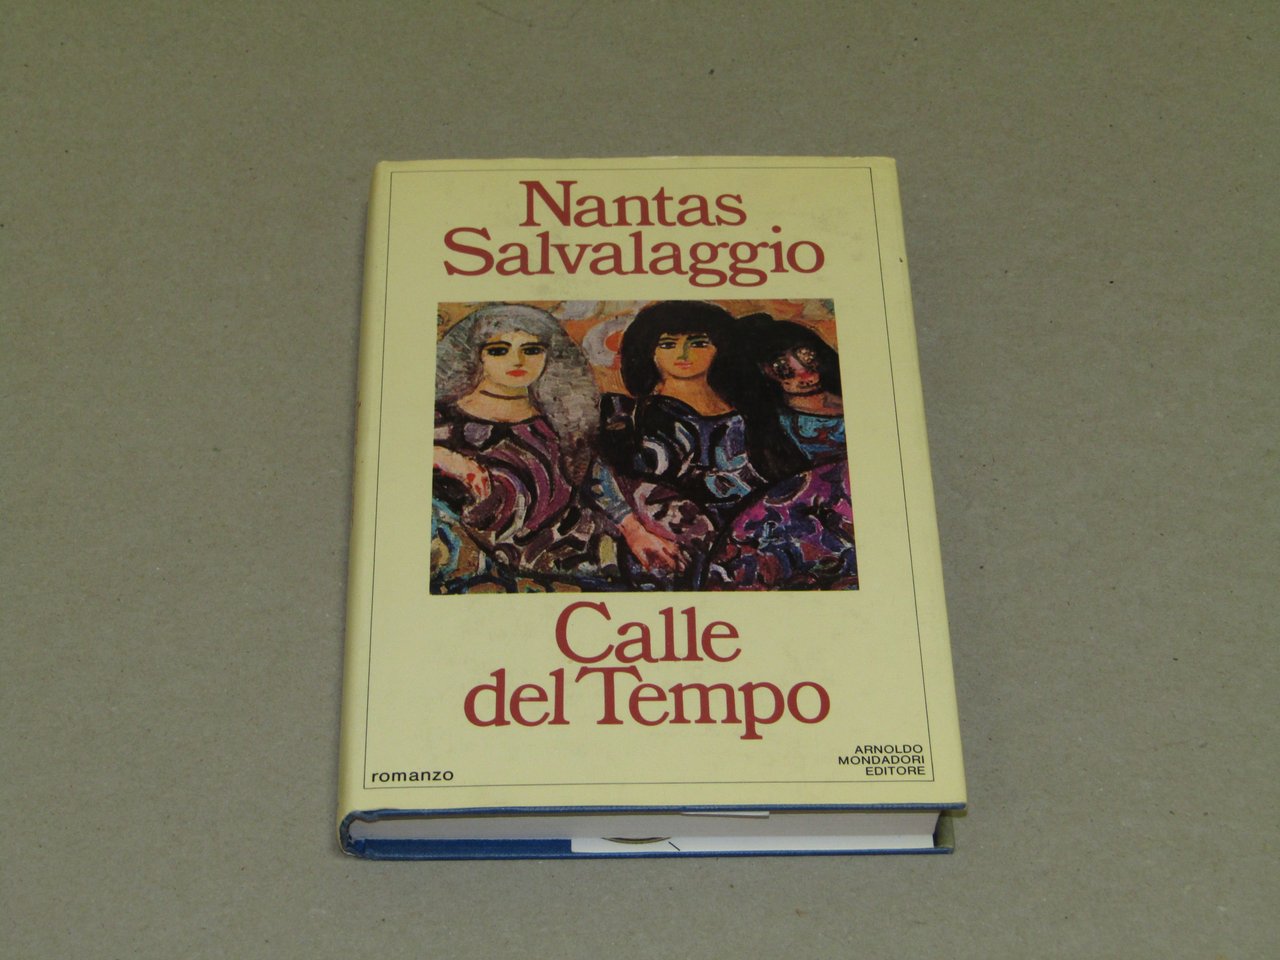 Nantas
Salvalaggio
Calle
del Tempo
romanzo
ARNOLDO
MONDADORI
EDITORE